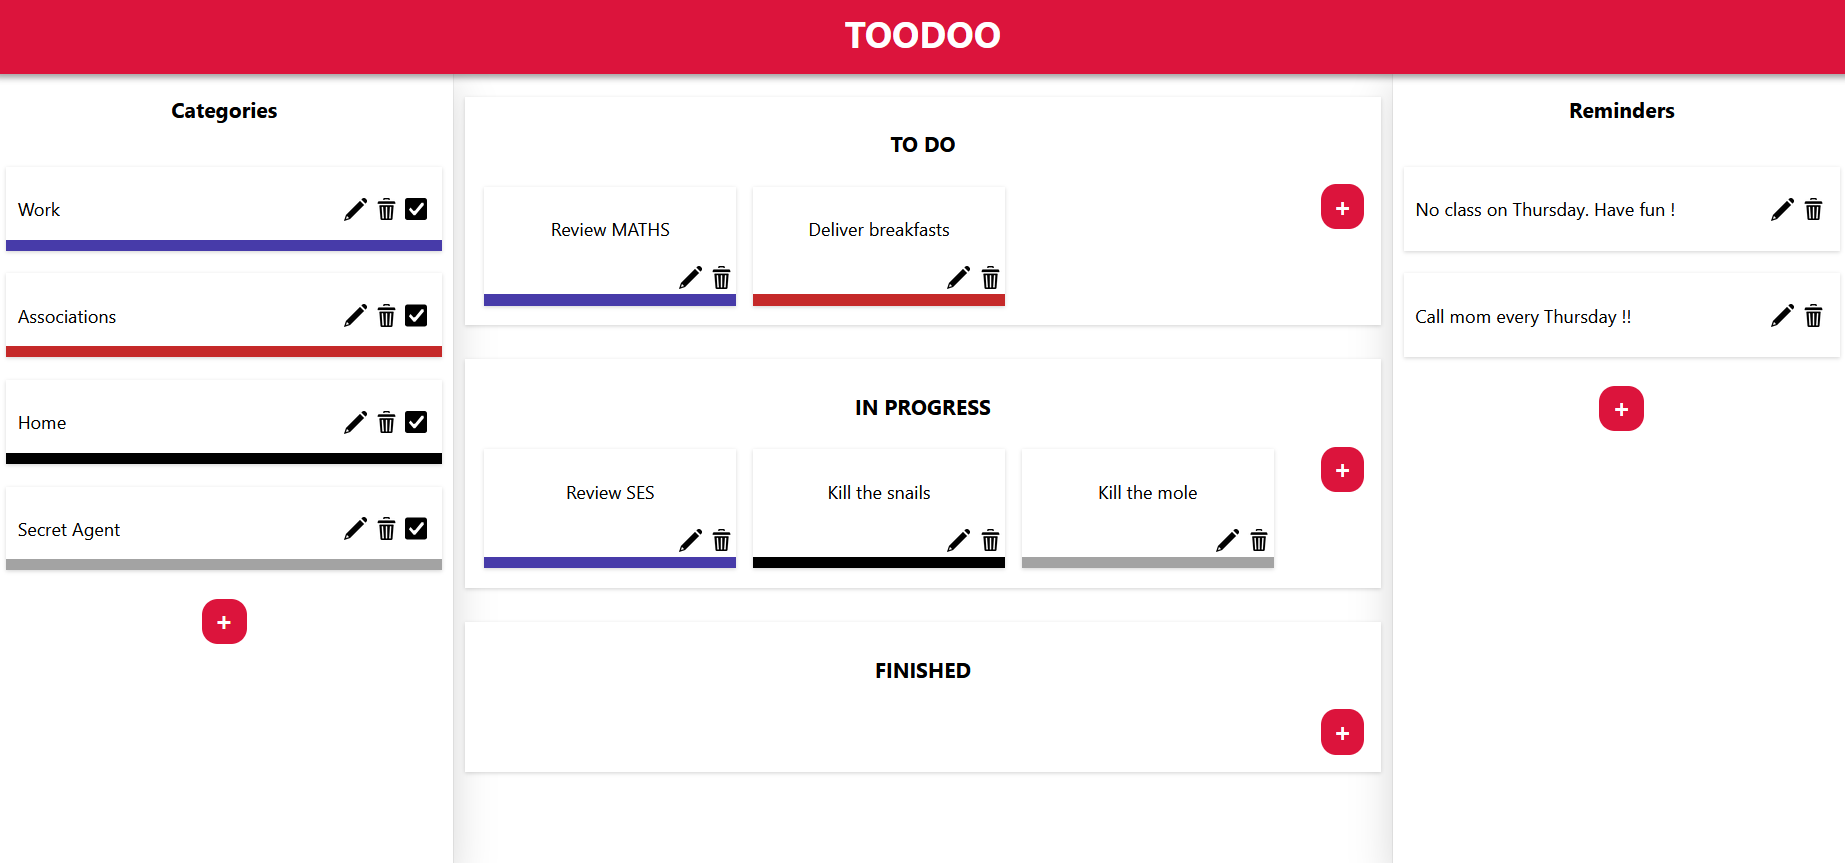 TOODOO
Categories
Work
Associations
Home
Secret Agent
+
TO DO
Review MATHS
Deliver breakfasts
+
IN PROGRESS
Review SES
Kill the snails
Kill the mole
+
FINISHED
+
Reminders
No class on Thursday. Have fun !
Call mom every Thursday !!
+